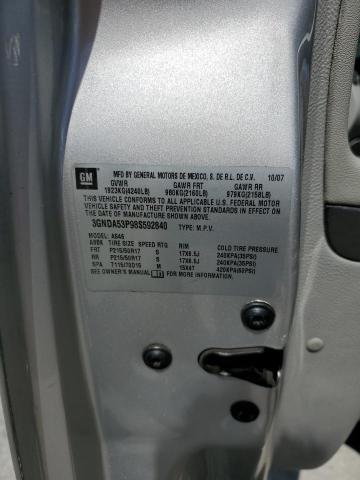 GM
MFD BY GENERAL MOTORS DE MEXICO, S. DE R.L. DE C.V. 10/07
GVWR GAWR FRT GAWR RR
1923KG(4240LB) 980KG(2160LB) 979KG(2158LB)
THIS VEHICLE CONFORMS TO ALL APPLICABLE U.S. FEDERAL MOTOR
VEHICLE SAFETY, BUMPER, AND THEFT PREVENTION STANDARDS IN
EFFECT ON THE DATE OF MANUFACTURE SHOWN ABOVE.
3GNDA53P98S592840 TYPE: M.P.V.
MODEL: A646
TIRE SIZE SPEED RTG RIM COLD TIRE PRESSURE
FRT P215/50R17 S 17X6.5J 240KPA(35PSI)
RR P215/50R17 S 17X6.5J 240KPA(35PSI)
SPA T115/70D15 M 15X4T 420KPA(60PSI)
SEE OWNER'S MANUAL FOR MORE INFORMATION.